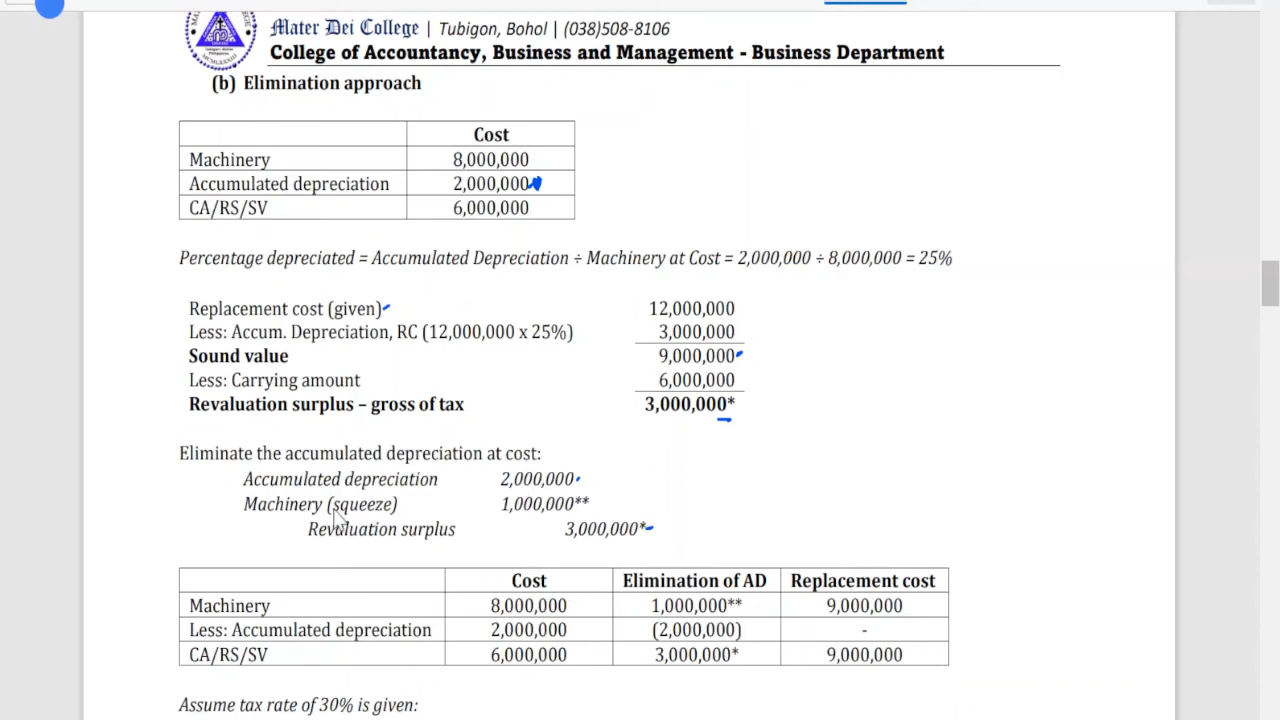 Mater Dei College | Tubigon, Bohol | (038)508-8106
College of Accountancy, Business and Management - Business Department
(b) Elimination approach
Cost
Machinery 8,000,000
Accumulated depreciation 2,000,000
CA/RS/SV 6,000,000
Percentage depreciated = Accumulated Depreciation ÷ Machinery at Cost = 2,000,000 ÷ 8,000,000 = 25%
Replacement cost (given) 12,000,000
Less: Accum. Depreciation, RC (12,000,000 x 25%) 3,000,000
Sound value 9,000,000
Less: Carrying amount 6,000,000
Revaluation surplus – gross of tax 3,000,000*
Eliminate the accumulated depreciation at cost:
Accumulated depreciation 2,000,000
Machinery (squeeze) 1,000,000**
Revaluation surplus 3,000,000*
Cost Elimination of AD Replacement cost
Machinery 8,000,000 1,000,000** 9,000,000
Less: Accumulated depreciation 2,000,000 (2,000,000) -
CA/RS/SV 6,000,000 3,000,000* 9,000,000
Assume tax rate of 30% is given: